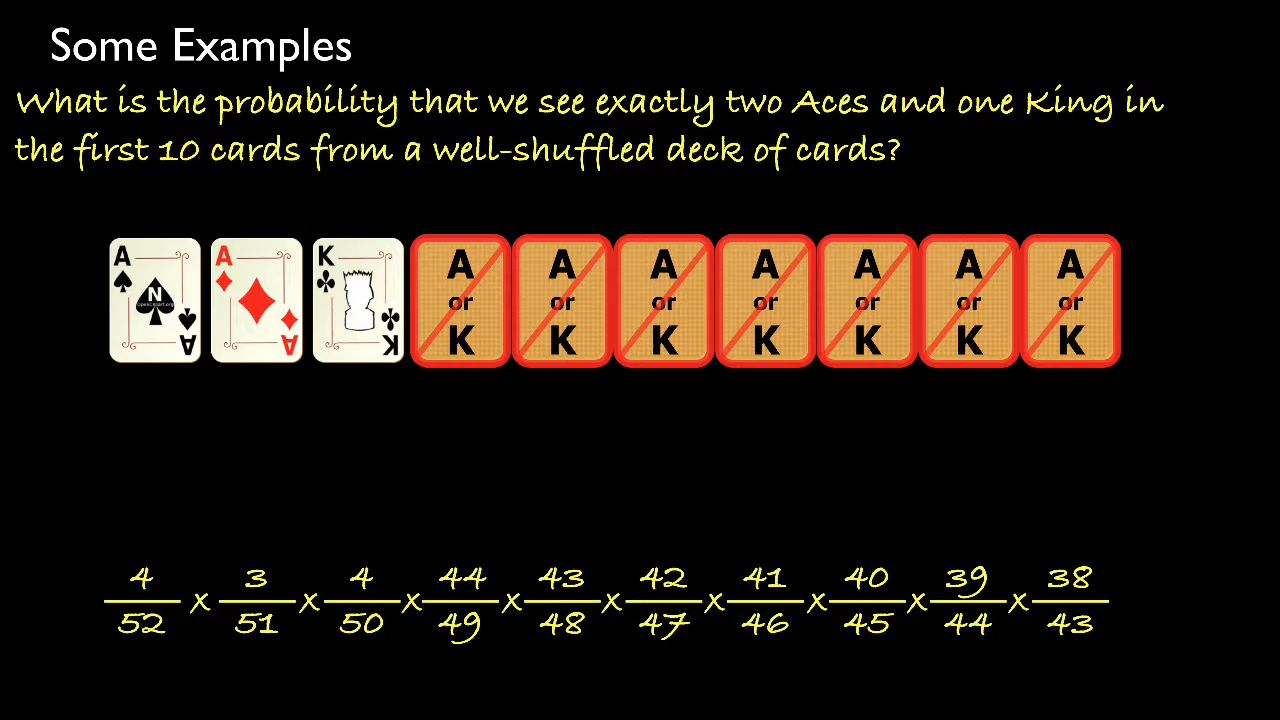 Some Examples
What is the probability that we see exactly two Aces and one King in
the first 10 cards from a well-shuffled deck of cards?
A A K A A A A A A A
N
openclipart.org
or or or or or or or
A A K K K K K K K K
4 3 4 44 43 42 41 40 39 38
x x x x x x x x x
52 51 50 49 48 47 46 45 44 43